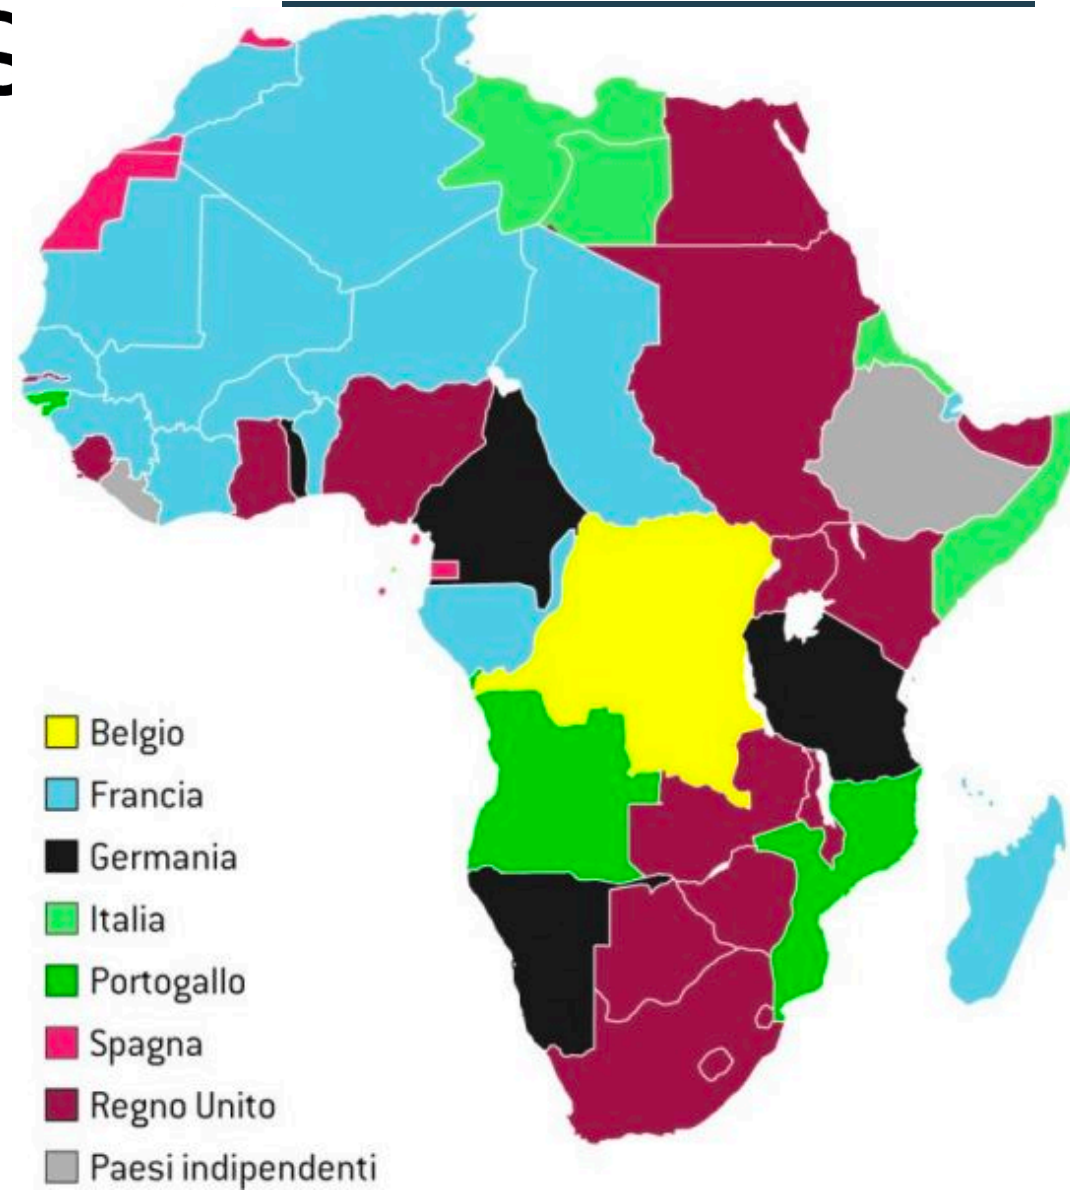 Belgio
Francia
Germania
Italia
Portogallo
Spagna
Regno Unito
Paesi indipendenti